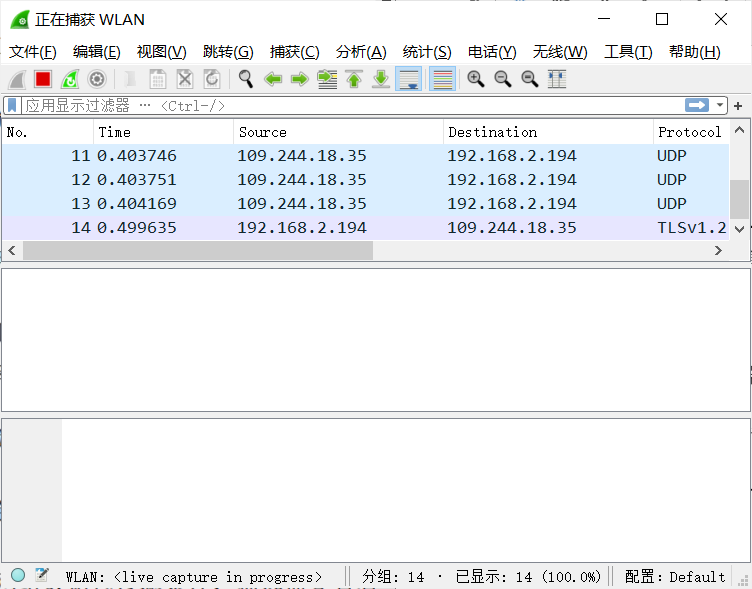 正在捕获 WLAN
文件(F) 编辑(E) 视图(V) 跳转(G) 捕获(C) 分析(A) 统计(S) 电话(Y) 无线(W) 工具(T) 帮助(H)
应用显示过滤器 … <Ctrl-/>
No. Time Source Destination Protocol
11 0.403746 109.244.18.35 192.168.2.194 UDP
12 0.403751 109.244.18.35 192.168.2.194 UDP
13 0.404169 109.244.18.35 192.168.2.194 UDP
14 0.499635 192.168.2.194 109.244.18.35 TLSv1.2
WLAN: <live capture in progress> 分组: 14 · 已显示: 14 (100.0%) 配置: Default